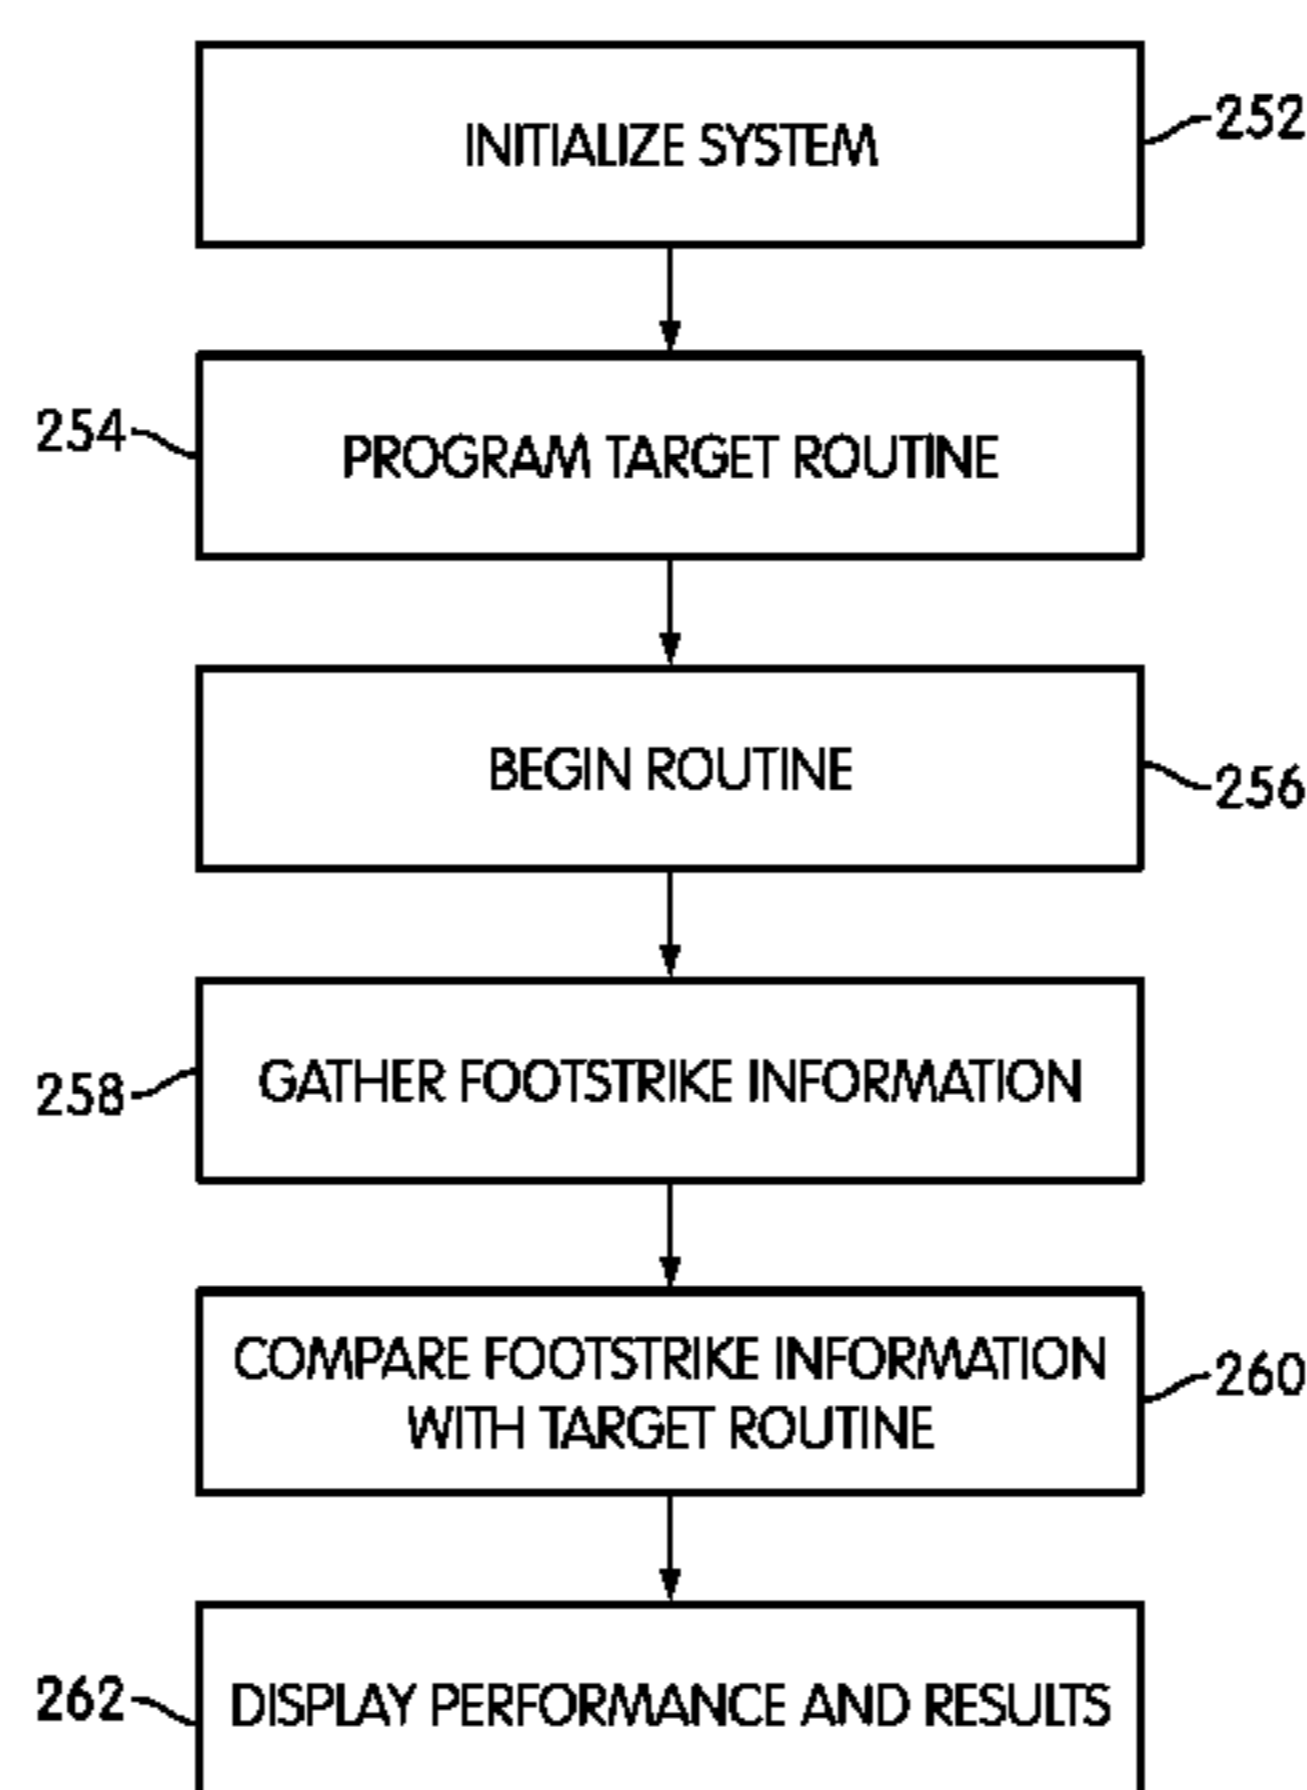 INITIALIZE SYSTEM
252
254
PROGRAM TARGET ROUTINE
BEGIN ROUTINE
256
258
GATHER FOOTSTRIKE INFORMATION
COMPARE FOOTSTRIKE INFORMATION
WITH TARGET ROUTINE
260
262
DISPLAY PERFORMANCE AND RESULTS